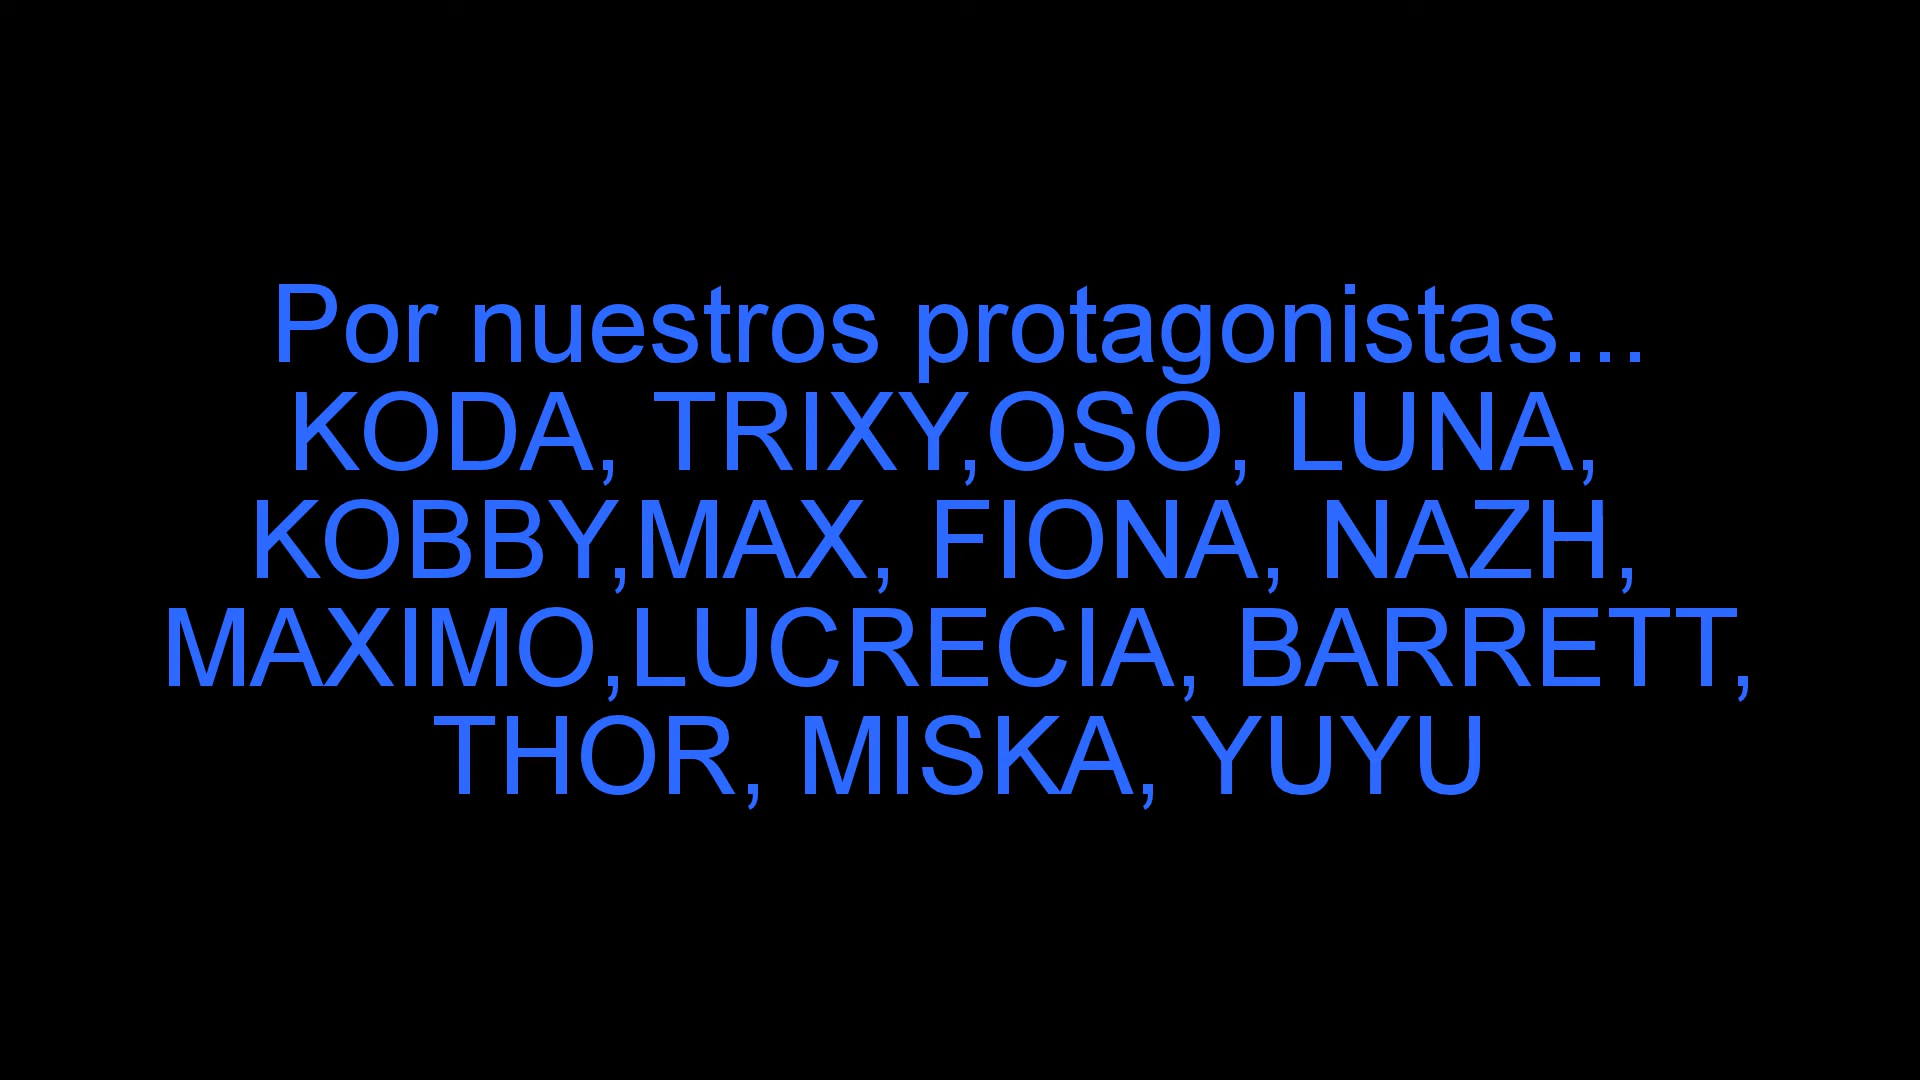 Por nuestros protagonistas...
KODA, TRIXY,OSO, LUNA,
KOBBY,MAX, FIONA, NAZH,
MAXIMO,LUCRECIA, BARRETT,
THOR, MISKA, YUYU